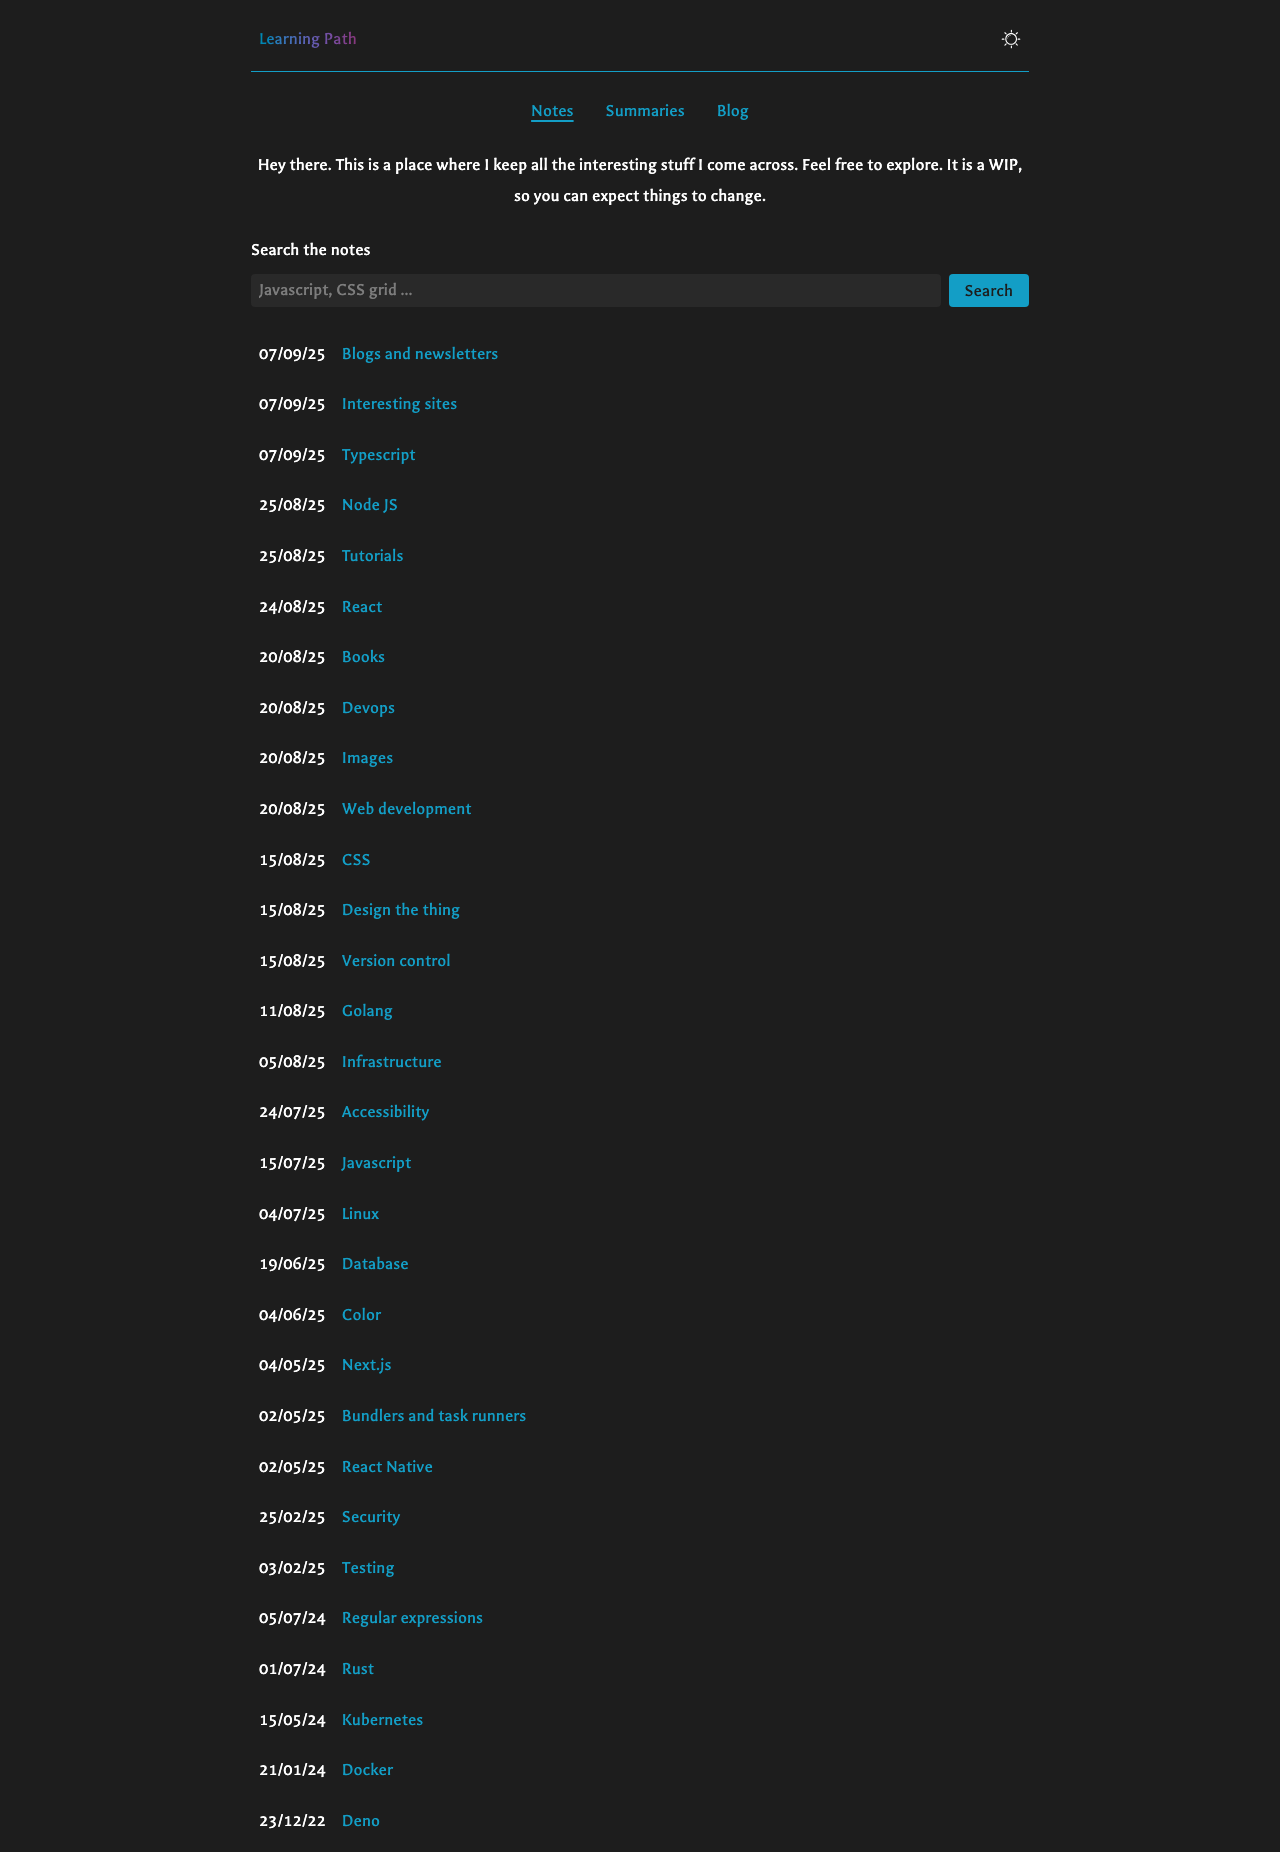 Learning Path
Notes Summaries Blog
Hey there. This is a place where I keep all the interesting stuff I come across. Feel free to explore. It is a WIP,
so you can expect things to change.
Search the notes
Javascript, CSS grid ... Search
07/09/25 Blogs and newsletters
07/09/25 Interesting sites
07/09/25 Typescript
25/08/25 Node JS
25/08/25 Tutorials
24/08/25 React
20/08/25 Books
20/08/25 Devops
20/08/25 Images
20/08/25 Web development
15/08/25 CSS
15/08/25 Design the thing
15/08/25 Version control
11/08/25 Golang
05/08/25 Infrastructure
24/07/25 Accessibility
15/07/25 Javascript
04/07/25 Linux
19/06/25 Database
04/06/25 Color
04/05/25 Next.js
02/05/25 Bundlers and task runners
02/05/25 React Native
25/02/25 Security
03/02/25 Testing
05/07/24 Regular expressions
01/07/24 Rust
15/05/24 Kubernetes
21/01/24 Docker
23/12/22 Deno